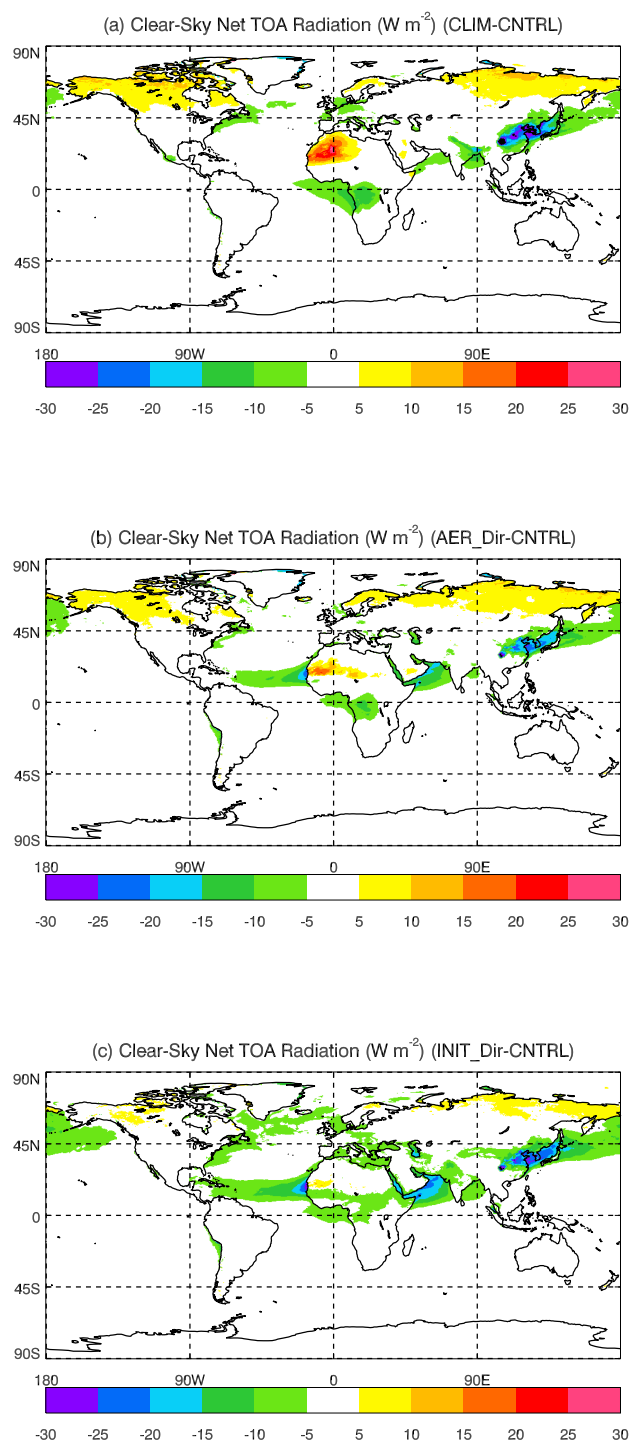 (a) Clear-Sky Net TOA Radiation (W m-2) (CLIM-CNTRL)
90N
45N
0
45S
90S
180 90W 0 90E
-30 -25 -20 -15 -10 -5 5 10 15 20 25 30
(b) Clear-Sky Net TOA Radiation (W m-2) (AER_Dir-CNTRL)
90N
45N
0
45S
90S
180 90W 0 90E
-30 -25 -20 -15 -10 -5 5 10 15 20 25 30
(c) Clear-Sky Net TOA Radiation (W m-2) (INIT_Dir-CNTRL)
90N
45N
0
45S
90S
180 90W 0 90E
-30 -25 -20 -15 -10 -5 5 10 15 20 25 30